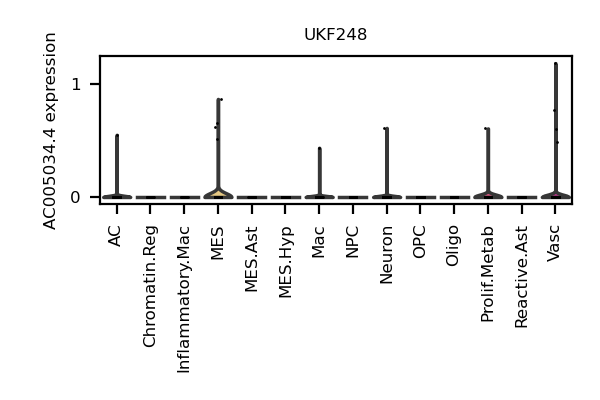 UKF248
AC005034.4 expression
1
0
AC
Chromatin.Reg
Inflammatory.Mac
MES
MES.Ast
MES.Hyp
Mac
NPC
Neuron
OPC
Oligo
Prolif.Metab
Reactive.Ast
Vasc